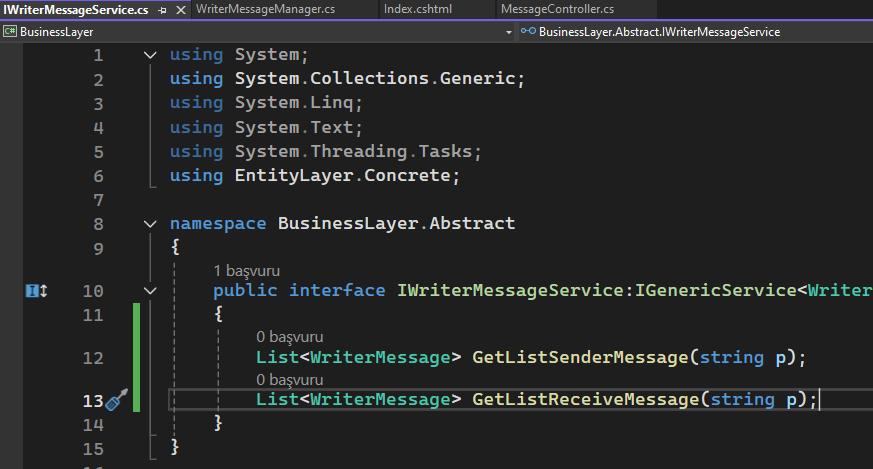 IWriterMessageService.cs WriterMessageManager.cs Index.cshtml MessageController.cs
C# BusinessLayer BusinessLayer.Abstract.IWriterMessageService
1 using System;
2 using System.Collections.Generic;
3 using System.Linq;
4 using System.Text;
5 using System.Threading.Tasks;
6 using EntityLayer.Concrete;
7
8 namespace BusinessLayer.Abstract
9 {
1 başvuru
10 public interface IWriterMessageService:IGenericService<Writer
11 {
0 başvuru
12 List<WriterMessage> GetListSenderMessage(string p);
0 başvuru
13 List<WriterMessage> GetListReceiveMessage(string p);
14 }
15 }